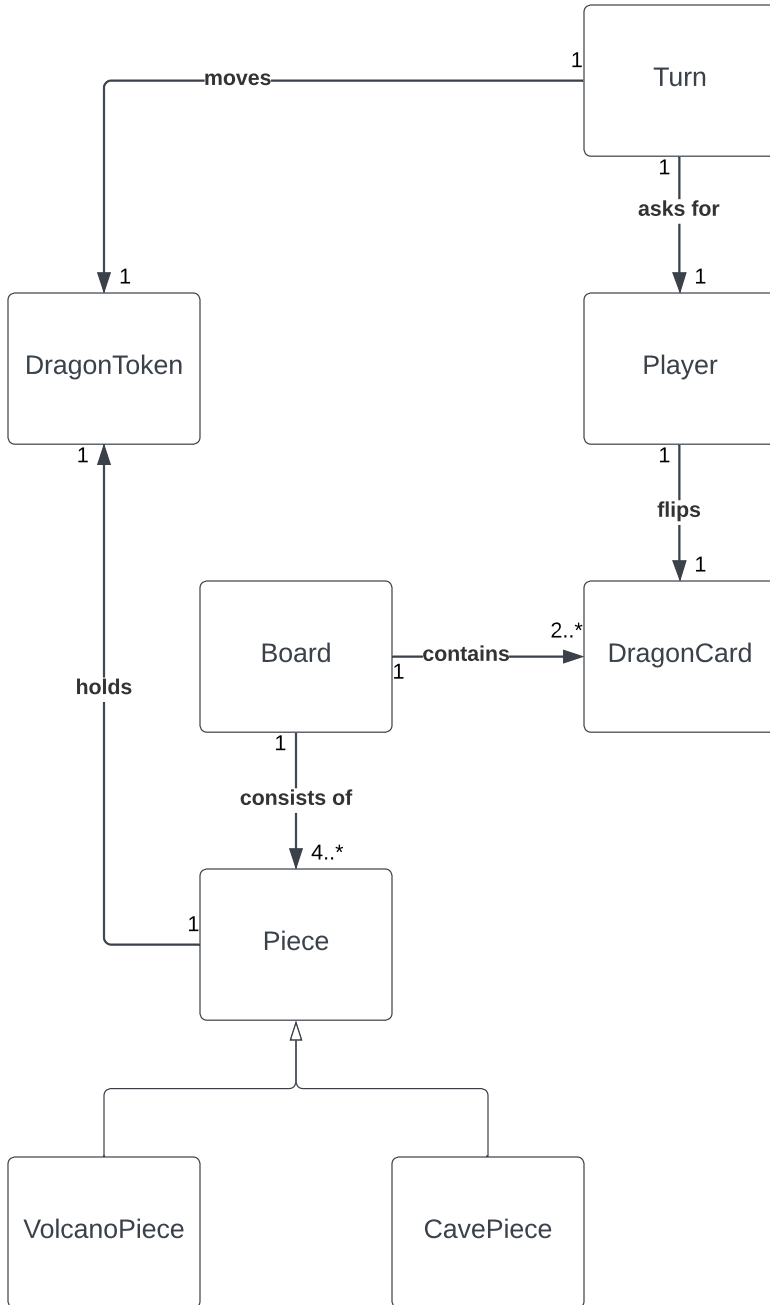 1
Turn
moves
1
asks for
1
1
DragonToken
Player
1
1
flips
1
2..*
Board
contains
DragonCard
1
holds
1
consists of
4..*
1
Piece
VolcanoPiece
CavePiece